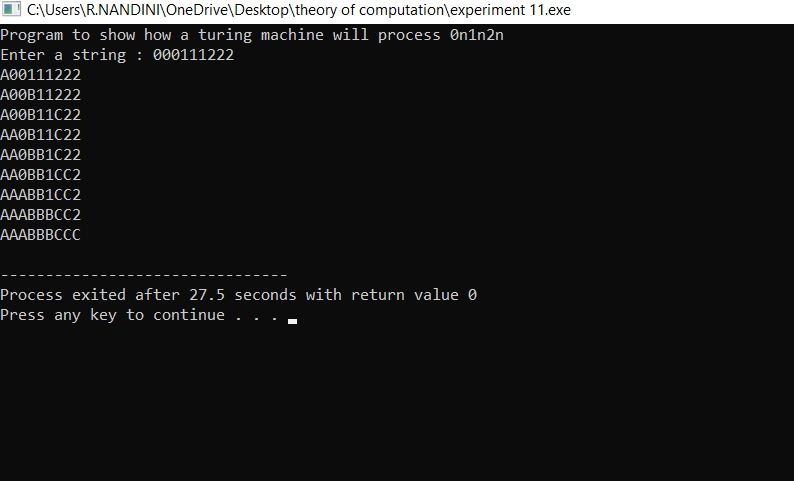 C:\Users\R.NANDINI\OneDrive\Desktop\theory of computation\experiment 11.exe
Program to show how a turing machine will process 0n1n2n
Enter a string : 000111222
A00111222
A00B11222
A00B11C22
AA0B11C22
AA0BB1C22
AA0BB1CC2
AAABB1CC2
AAABBBCC2
AAABBBCCC
--------------------------------
Process exited after 27.5 seconds with return value 0
Press any key to continue . . .